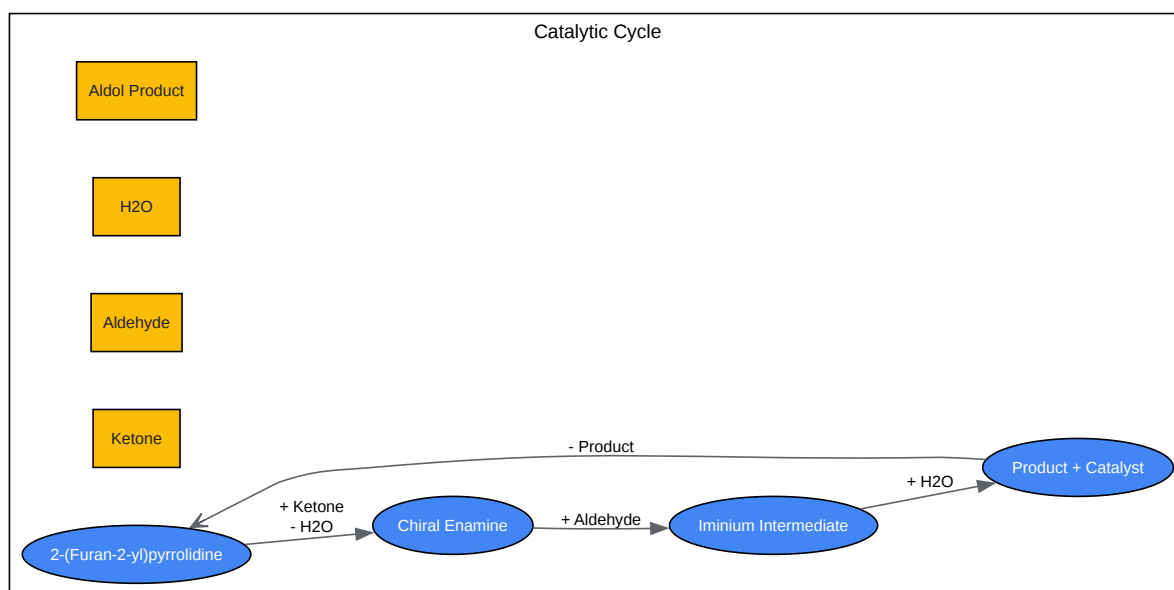 Catalytic Cycle
Aldol Product
H2O
Aldehyde
Ketone
- Product
Product + Catalyst
+ H2O
+ Ketone
- H2O
Chiral Enamine
+ Aldehyde
Iminium Intermediate
2-(Furan-2-yl)pyrrolidine